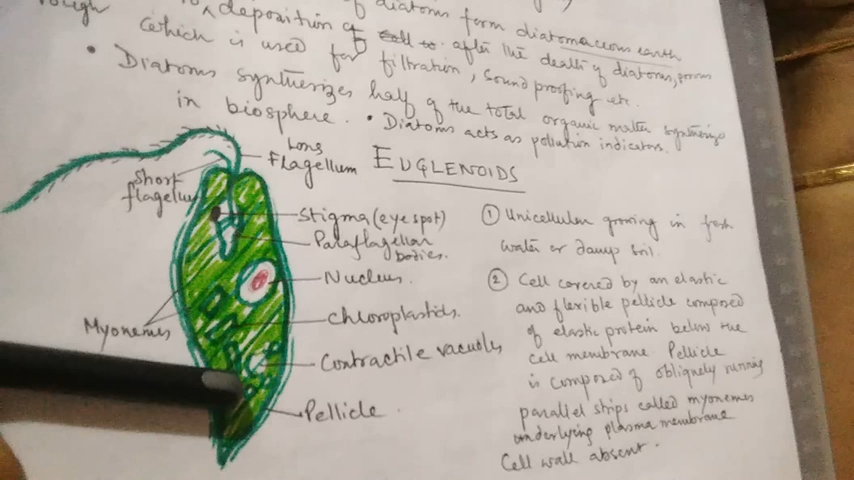 rough
of diatoms form diatomaceous earth
deposition of after the death of diatoms,
which is used for filtration, sound proofing etc.
• Diatoms synthesizes half of the total organic matter synthesize
in biosphere. • Diatoms acts as pollution indicators.
EUGLENOIDS
Long
Flagellum
Short
flagellum
Stigma (eye spot)
Paraflagellar
bodies.
Nucleus.
Chloroplastids.
Myonemes
Contractile vacuoles
Pellicle.
① Unicellular growing in fresh
water or damp soil.
② Cell covered by an elastic
and flexible pellicle composed
of elastic protein below the
cell membrane Pellicle
is composed of obliquely running
parallel strips called myonemes
underlying plasma membrane
Cell wall absent.